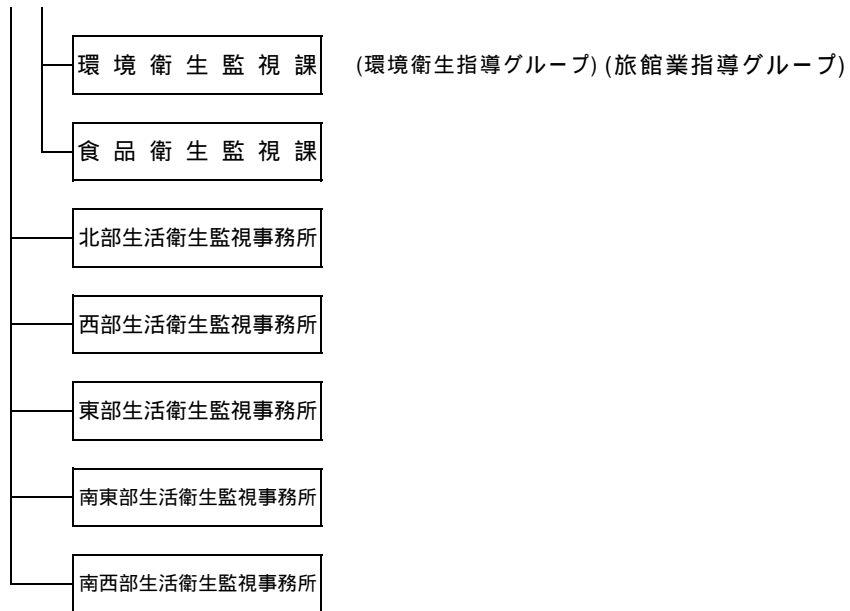 環境衛生監視課 (環境衛生指導グループ) (旅館業指導グループ)
食品衛生監視課
北部生活衛生監視事務所
西部生活衛生監視事務所
東部生活衛生監視事務所
南東部生活衛生監視事務所
南西部生活衛生監視事務所